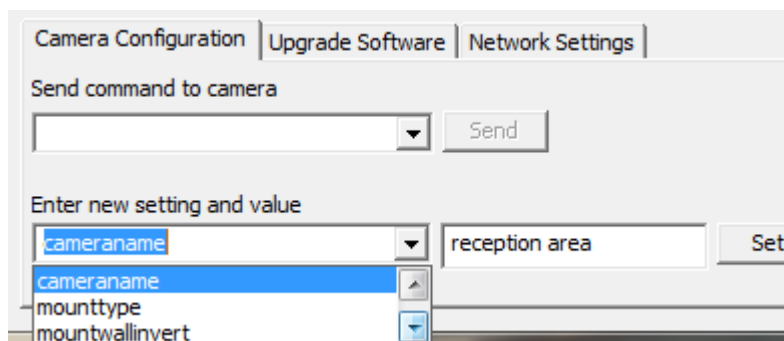 Camera Configuration Upgrade Software Network Settings
Send command to camera
Send
Enter new setting and value
cameraname reception area Set
cameraname
mounttype
mountwallinvert